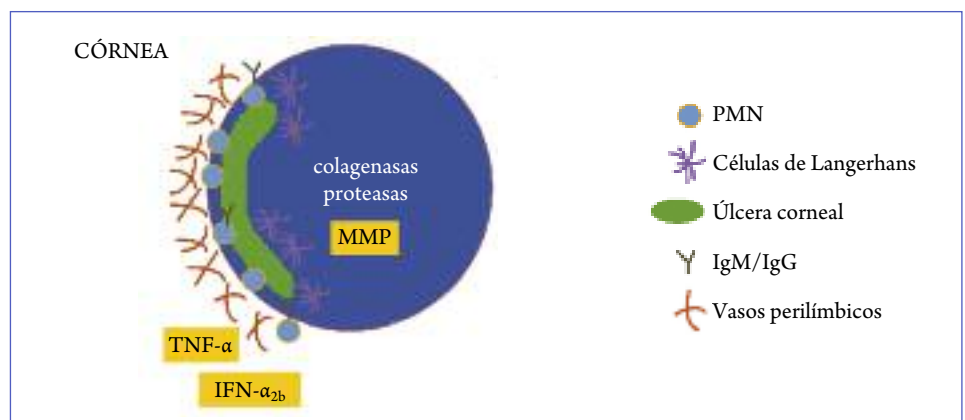 CÓRNEA
colagenasas
proteasas
MMP
TNF-α
IFN-α2b
PMN
Células de Langerhans
Úlcera corneal
IgM/IgG
Vasos perilímbicos